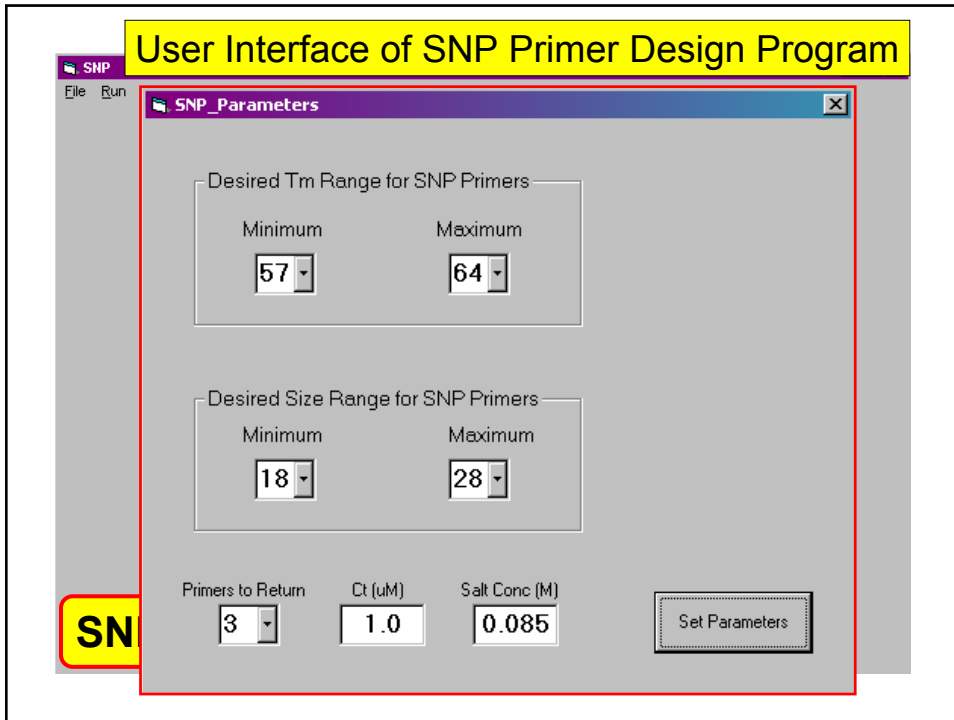 User Interface of SNP Primer Design Program
SNP
File Run
SNP_Parameters
Desired Tm Range for SNP Primers
Minimum Maximum
57 64
Desired Size Range for SNP Primers
Minimum Maximum
18 28
Primers to Return Ct (uM) Salt Conc (M)
3 1.0 0.085
Set Parameters